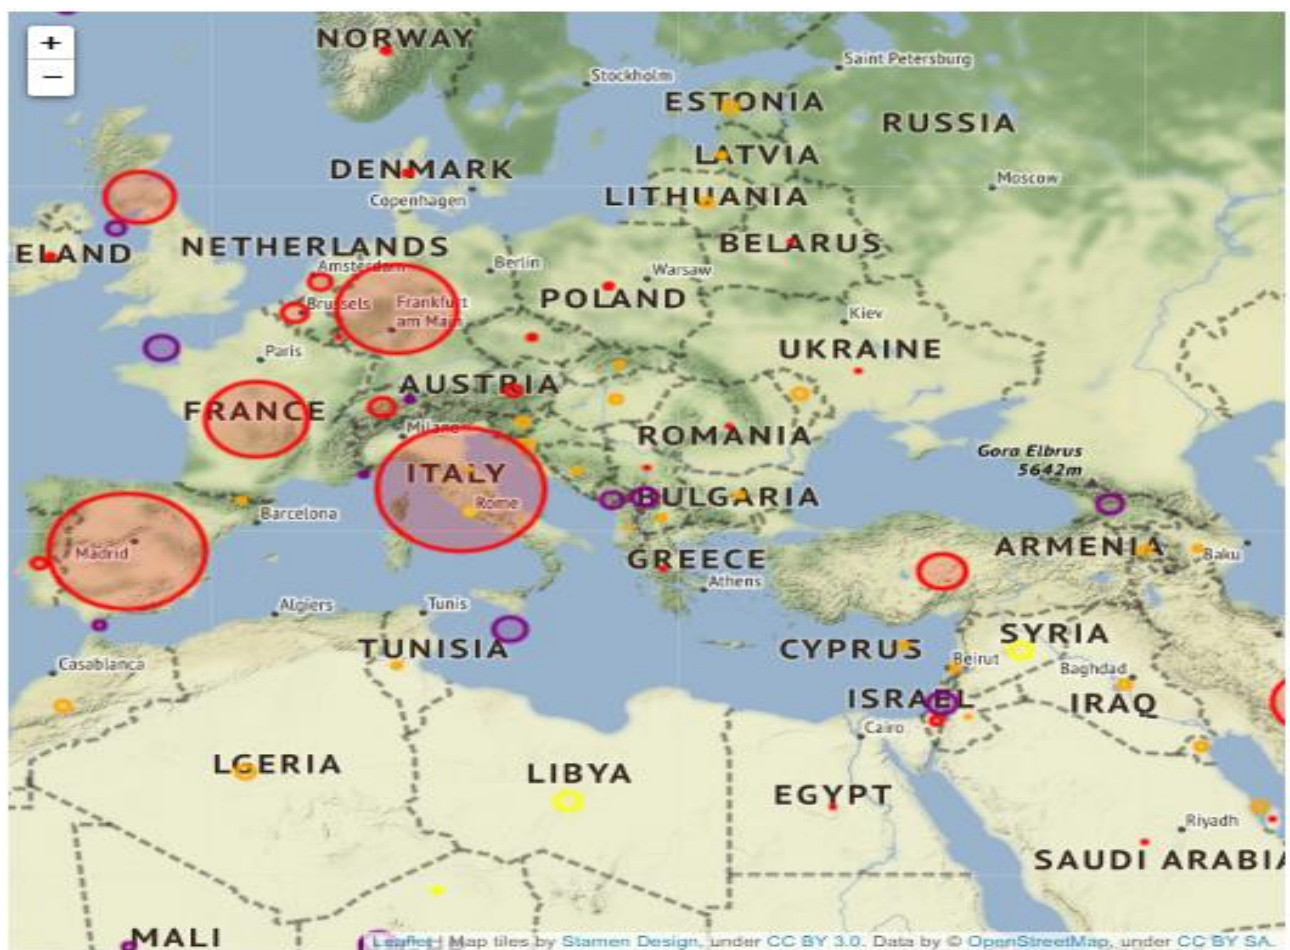 +
−
NORWAY
Stockholm
Saint Petersburg
ESTONIA
RUSSIA
LATVIA
DENMARK
Moscow
Copenhagen
LITHUANIA
ELAND
NETHERLANDS
BELARUS
Amsterdam
Berlin
Warsaw
Brussels
Frankfurt
am Main
POLAND
Kiev
Paris
UKRAINE
AUSTRIA
FRANCE
Milano
ROMANIA
Gora Elbrus
5642m
ITALY
Rome
BULGARIA
Barcelona
Madrid
GREECE
ARMENIA
Baku
Athens
Algiers
Tunis
TUNISIA
CYPRUS
SYRIA
Casablanca
Beirut
Baghdad
ISRAEL
IRAQ
Cairo
LGERIA
LIBYA
EGYPT
Riyadh
SAUDI ARABIA
MALI
Leaflet | Map tiles by Stamen Design, under CC BY 3.0. Data by © OpenStreetMap, under CC BY SA.